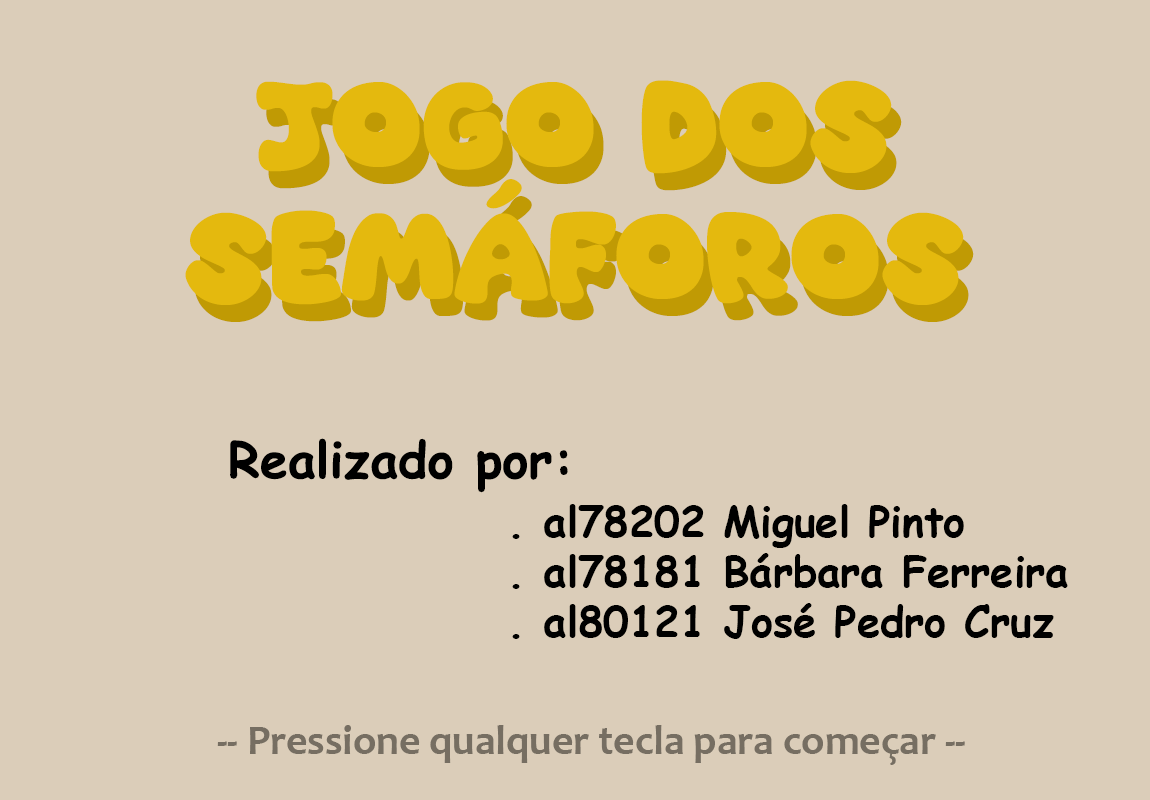 JOGO DOS
SEMÁFOROS
Realizado por:
. al78202 Miguel Pinto
. al78181 Bárbara Ferreira
. al80121 José Pedro Cruz
-- Pressione qualquer tecla para começar --